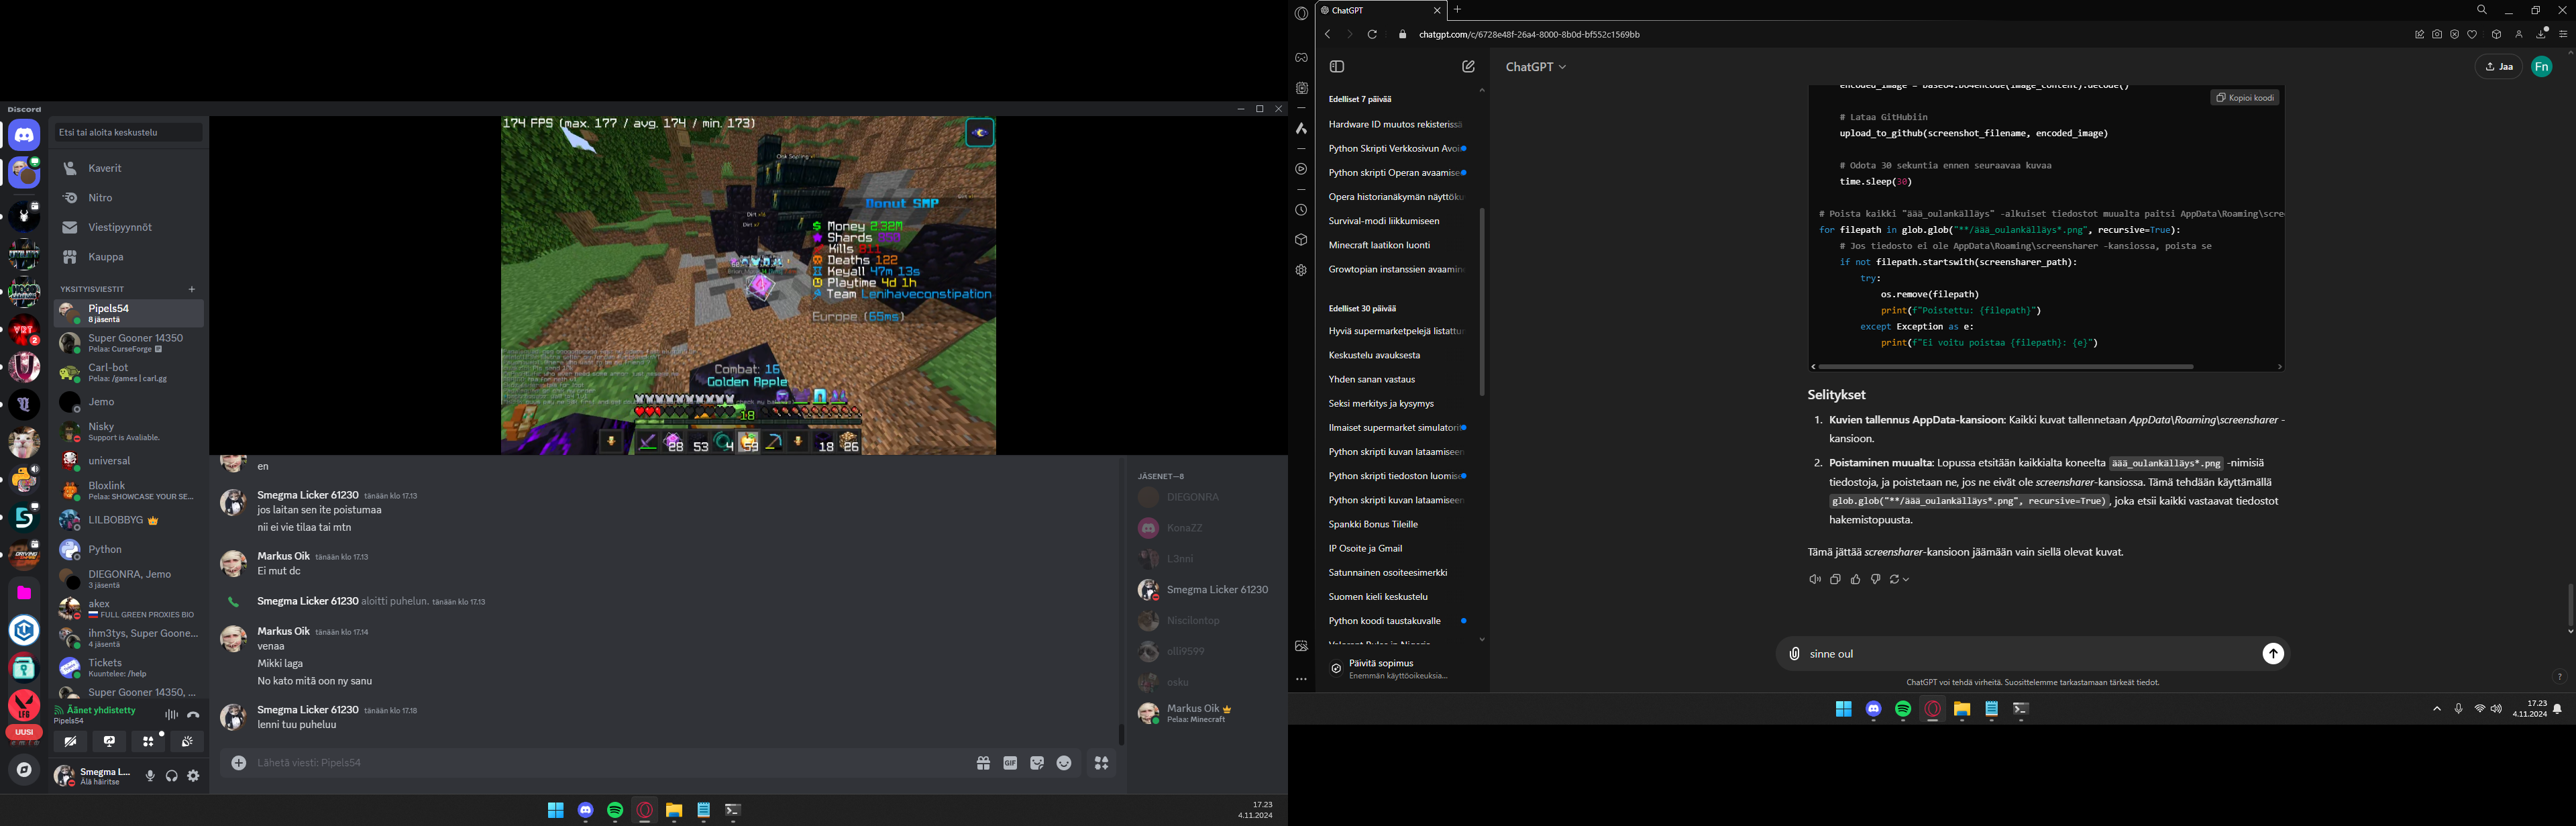 Discord
Etsi tai aloita keskustelu
Kaverit
Nitro
Viestipyynnöt
Kauppa
YKSITYISVIESTIT
Pipels54
8 jäsentä
Super Gooner 14350
Pelaa: CurseForge
Carl-bot
Pelaa: /games | carl.gg
Jemo
Nisky
Support is Avaliable.
universal
Bloxlink
Pelaa: SHOWCASE YOUR SE...
LILBOBBYG
Python
DIEGONRA, Jemo
3 jäsentä
akex
FULL GREEN PROXIES BIO
ihm3tys, Super Goone...
4 jäsentä
Tickets
Kuuntelee: /help
Super Gooner 14350, ...
Äänet yhdistetty
Pipels54
UUSI
Smegma L...
Älä häiritse
174 FPS (max. 177 / avg. 174 / min. 173)
Donut SMP
Money 2.32M
Shards
Kills 811
Deaths 122
Keyall 47m 13s
Playtime 4d 1h
Team Lenihaveconstipation
Europe (65ms)
Combat: 16
Golden Apple
18
28 53 4 59 18 26
en
Smegma Licker 61230 tänään klo 17.13
jos laitan sen ite poistumaa
nii ei vie tilaa tai mtn
Markus Oik tänään klo 17.13
Ei mut dc
Smegma Licker 61230 aloitti puhelun. tänään klo 17.13
Markus Oik tänään klo 17.14
venaa
Mikki laga
No kato mitä oon ny sanu
Smegma Licker 61230 tänään klo 17.18
lenni tuu puheluu
Lähetä viesti: Pipels54
GIF
JÄSENET—8
DIEGONRA
KonaZZ
L3nni
Smegma Licker 61230
Niscilontop
olli9599
osku
Markus Oik
Pelaa: Minecraft
17.23
4.11.2024
ChatGPT
chatgpt.com/c/6728e48f-26a4-8000-8b0d-bf552c1569bb
ChatGPT
Jaa
Fn
Edelliset 7 päivää
Hardware ID muutos rekisterissä
Python Skripti Verkkosivun Avoi
Python skripti Operan avaamise
Opera historianäkymän näyttöku
Survival-modi liikkumiseen
Minecraft laatikon luonti
Growtopian instanssien avaamin
Edelliset 30 päivää
Hyviä supermarketpelejä listattu
Keskustelu avauksesta
Yhden sanan vastaus
Seksi merkitys ja kysymys
Ilmaiset supermarket simulatori
Python skripti kuvan lataamiseen
Python skripti tiedoston luomise
Python skripti kuvan lataamiseen
Spankki Bonus Tileille
IP Osoite ja Gmail
Satunnainen osoiteesimerkki
Suomen kieli keskustelu
Python koodi taustakuvalle
Päivitä sopimus
Enemmän käyttöoikeuksia...
encoded_image = base64.b64encode(image_content).decode()
Kopioi koodi
# Lataa GitHubiin
upload_to_github(screenshot_filename, encoded_image)
# Odota 30 sekuntia ennen seuraavaa kuvaa
time.sleep(30)
# Poista kaikki "äää_oulankälläys" -alkuiset tiedostot muualta paitsi AppData\Roaming\scre
for filepath in glob.glob("**/äää_oulankälläys*.png", recursive=True):
# Jos tiedosto ei ole AppData\Roaming\screensharer -kansiossa, poista se
if not filepath.startswith(screensharer_path):
try:
os.remove(filepath)
print(f"Poistettu: {filepath}")
except Exception as e:
print(f"Ei voitu poistaa {filepath}: {e}")
Selitykset
1. Kuvien tallennus AppData-kansioon: Kaikki kuvat tallennetaan AppData\Roaming\screensharer -
kansioon.
2. Poistaminen muualta: Lopussa etsitään kaikkialta koneelta äää_oulankälläys*.png -nimisiä
tiedostoja, ja poistetaan ne, jos ne eivät ole screensharer-kansiossa. Tämä tehdään käyttämällä
glob.glob("**/äää_oulankälläys*.png", recursive=True), joka etsii kaikki vastaavat tiedostot
hakemistopuusta.
Tämä jättää screensharer-kansioon jäämään vain siellä olevat kuvat.
sinne oul
ChatGPT voi tehdä virheitä. Suosittelemme tarkastamaan tärkeät tiedot.
?
17.23
4.11.2024